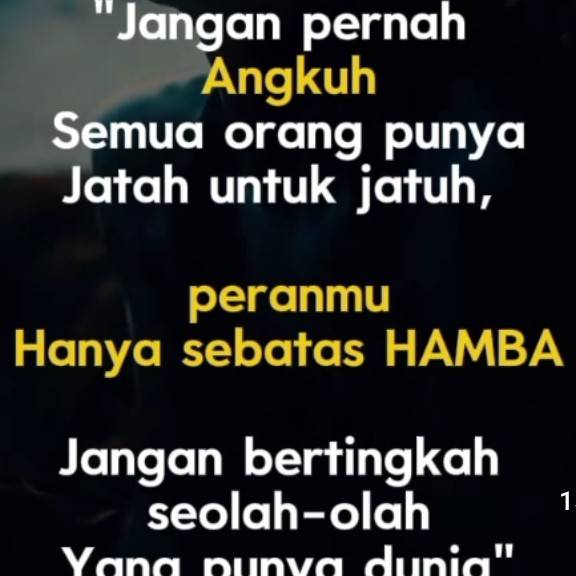 "Jangan pernah
Angkuh
Semua orang punya
Jatah untuk jatuh,
peranmu
Hanya sebatas HAMBA
Jangan bertingkah
seolah-olah
Yang punya dunia"